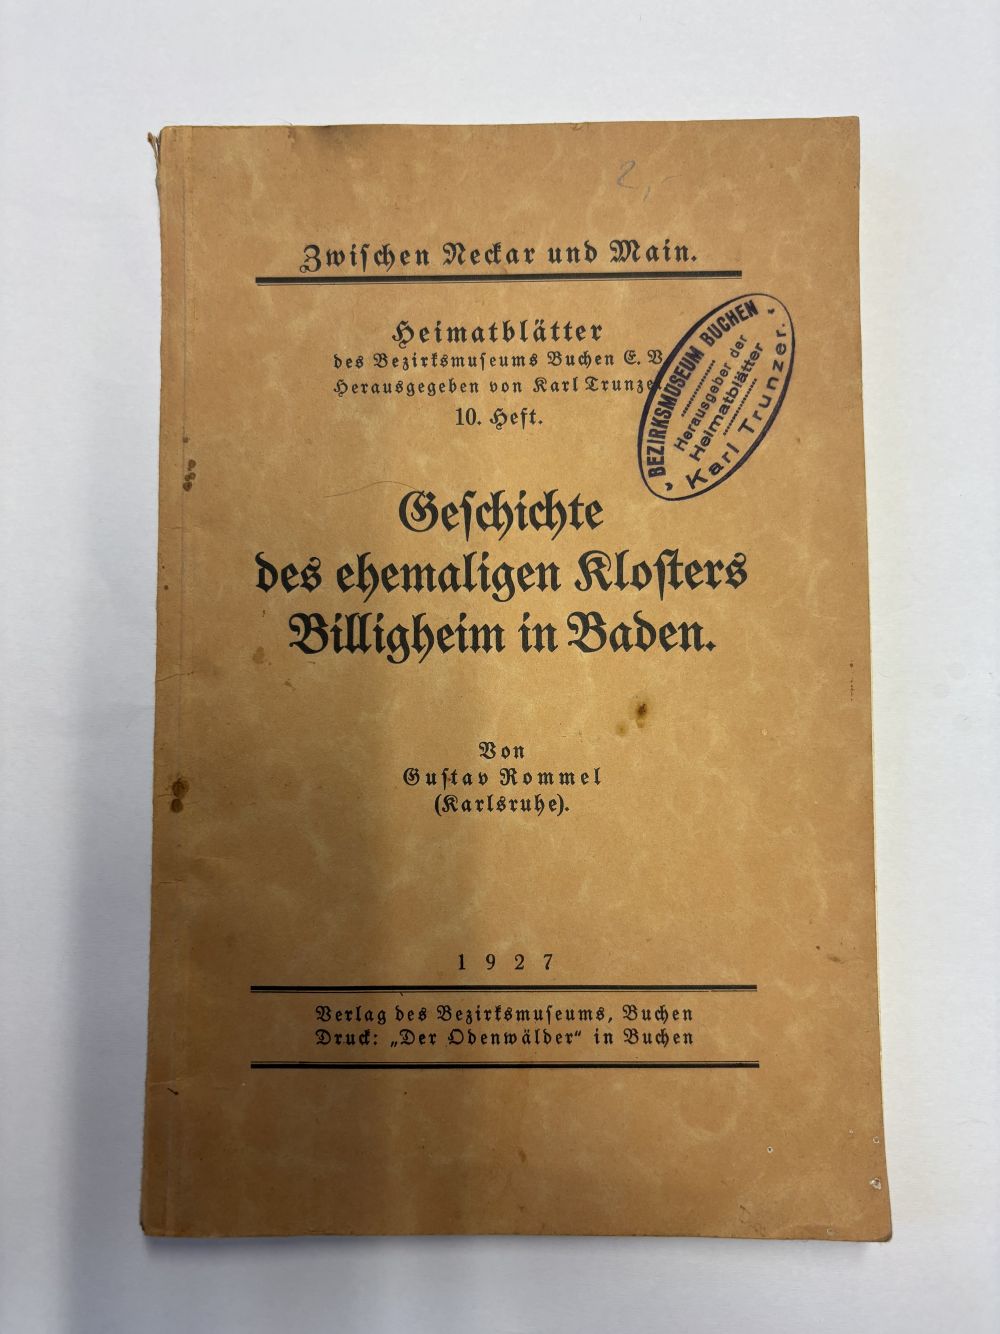 2,-
Zwischen Neckar und Main.
Heimatblätter
des Bezirksmuseums Buchen E. V
Herausgegeben von Karl Trunzer.
10. Heft.
BEZIRKSMUSEUM BUCHEN
Herausgeber der
Heimatblätter
Karl Trunzer.
Geschichte
des ehemaligen Klosters
Billigheim in Baden.
Von
Gustav Rommel
(Karlsruhe).
1927
Verlag des Bezirksmuseums, Buchen
Druck: „Der Odenwälder“ in Buchen